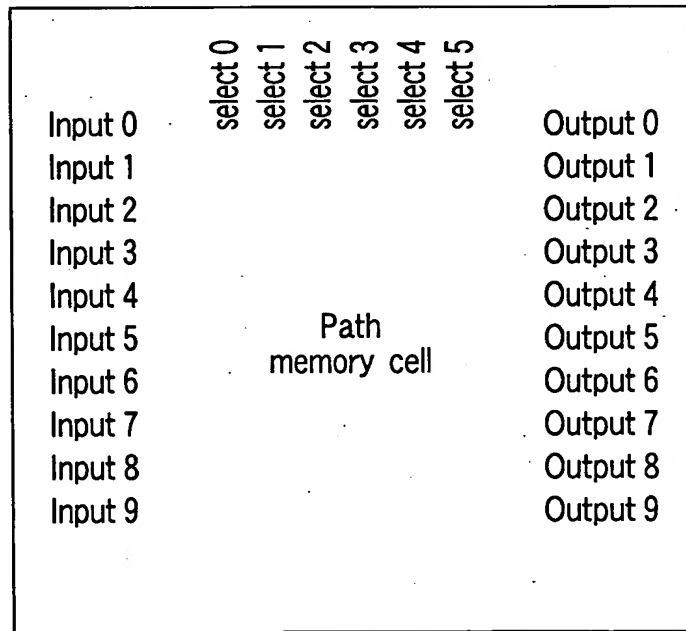 select 0
select 1
select 2
select 3
select 4
select 5
Input 0
Input 1
Input 2
Input 3
Input 4
Input 5
Input 6
Input 7
Input 8
Input 9
Path
memory cell
Output 0
Output 1
Output 2
Output 3
Output 4
Output 5
Output 6
Output 7
Output 8
Output 9